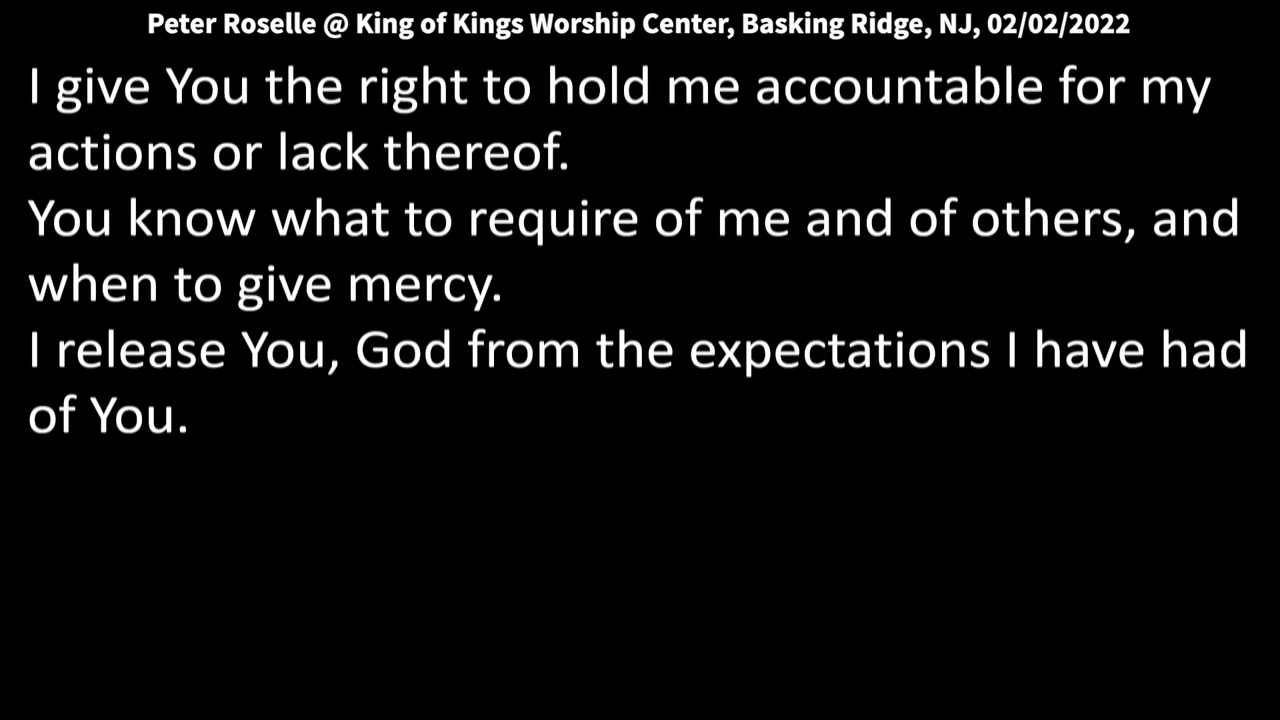 Peter Roselle @ King of Kings Worship Center, Basking Ridge, NJ, 02/02/2022
I give You the right to hold me accountable for my
actions or lack thereof.
You know what to require of me and of others, and
when to give mercy.
I release You, God from the expectations I have had
of You.